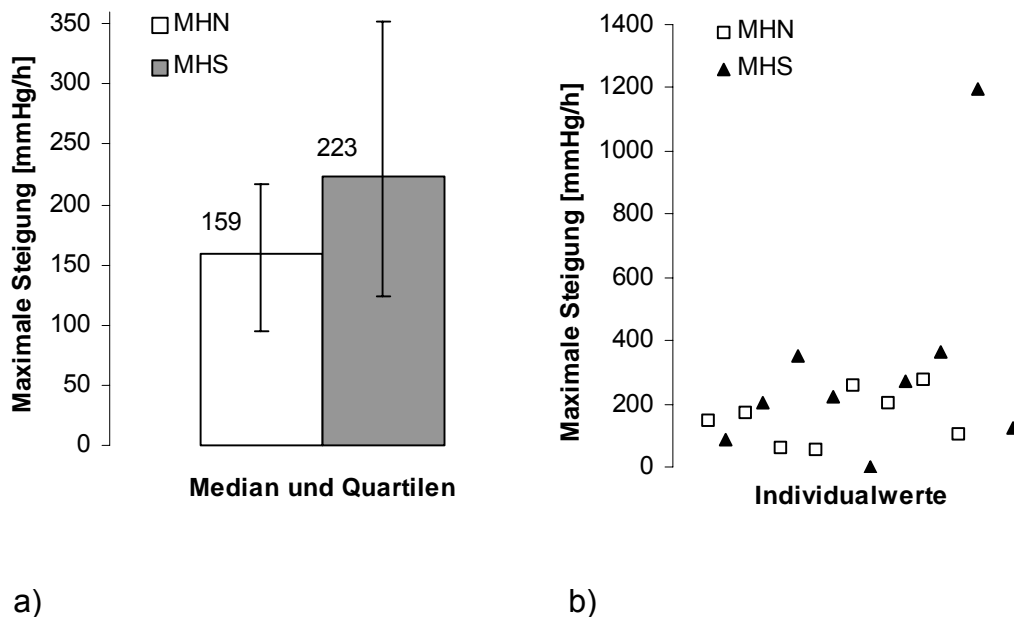 Maximale Steigung [mmHg/h]
350
300
250
200
150
100
50
0
MHN
MHS
159
223
Median und Quartilen
a)
Maximale Steigung [mmHg/h]
1400
1200
1000
800
600
400
200
0
MHN
MHS
Individualwerte
b)